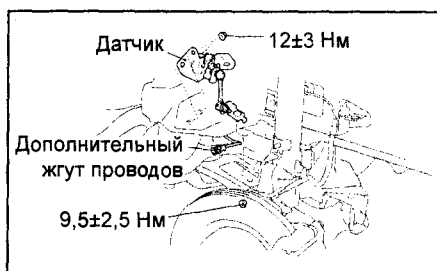 Датчик
12±3 Нм
Дополнительный
жгут проводов
9,5±2,5 Нм